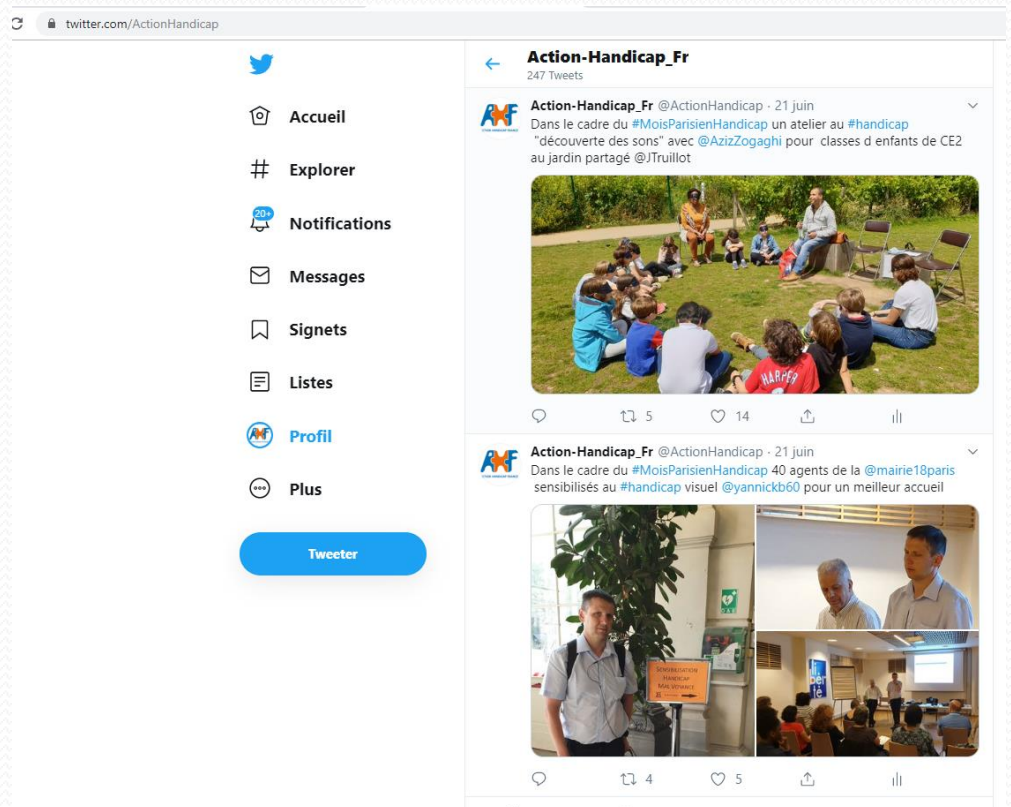 twitter.com/ActionHandicap
Action-Handicap_Fr
247 Tweets
Accueil
Explorer
20+
Notifications
Messages
Signets
Listes
Profil
Plus
Tweeter
Action-Handicap_Fr @ActionHandicap · 21 juin
Dans le cadre du #MoisParisienHandicap un atelier au #handicap
"découverte des sons" avec @AzizZogaghi pour classes d enfants de CE2
au jardin partagé @JTruillot
HARPER
5
14
Action-Handicap_Fr @ActionHandicap · 21 juin
Dans le cadre du #MoisParisienHandicap 40 agents de la @mairie18paris
sensibilisés au #handicap visuel @yannickb60 pour un meilleur accueil
SENSIBILISATION
HANDICAP
MALVOYANCE
li
ber
té
4
5